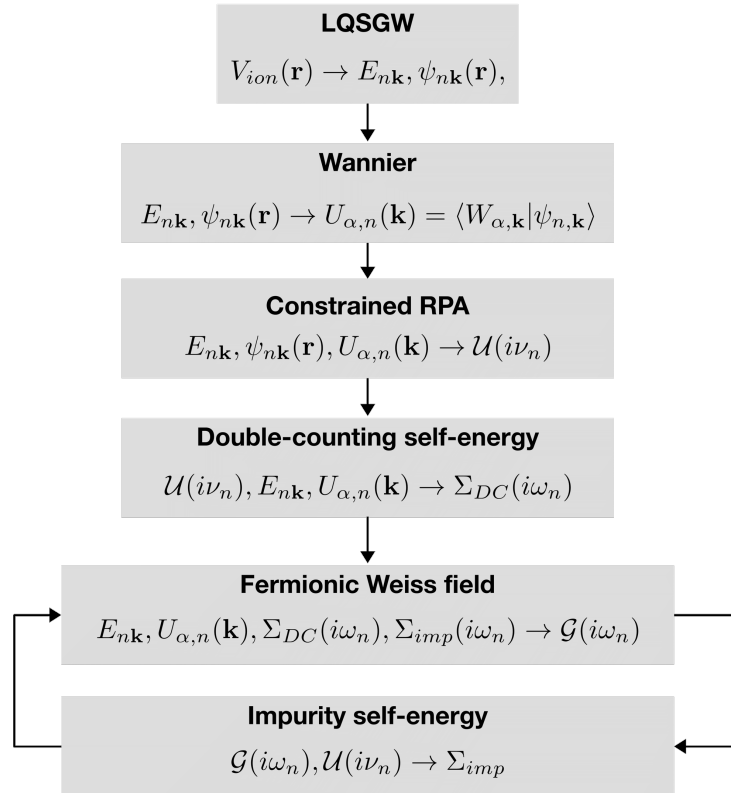 LQSGW
V_{ion}(𝐫) → E_{n𝐤}, ψ_{n𝐤}(𝐫),
Wannier
E_{n𝐤}, ψ_{n𝐤}(𝐫) → U_{α,n}(𝐤) = ⟨W_{α,𝐤}|ψ_{n,𝐤}⟩
Constrained RPA
E_{n𝐤}, ψ_{n𝐤}(𝐫), U_{α,n}(𝐤) → 𝒰(iν_n)
Double-counting self-energy
𝒰(iν_n), E_{n𝐤}, U_{α,n}(𝐤) → Σ_{DC}(iω_n)
Fermionic Weiss field
E_{n𝐤}, U_{α,n}(𝐤), Σ_{DC}(iω_n), Σ_{imp}(iω_n) → 𝒢(iω_n)
Impurity self-energy
𝒢(iω_n), 𝒰(iν_n) → Σ_{imp}